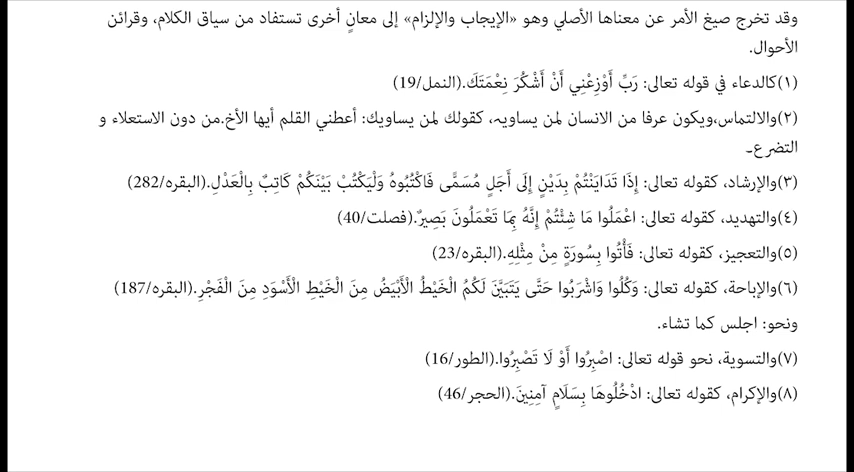 وقد تخرج صيغ الأمر عن معناها الأصلي وهو «الإيجاب والإلزام» إلى معانٍ أخرى تستفاد من سياق الكلام، وقرائن
الأحوال.
(١)كالدعاء في قوله تعالى: رَبِّ أَوْزِعْنِي أَنْ أَشْكُرَ نِعْمَتَكَ.(النمل/19)
(٢)والالتماس،ويكون عرفا من الانسان لمن يساويه، كقولك لمن يساويك: أعطني القلم أيها الأخ.من دون الاستعلاء و
التضرع۔
(٣)والإرشاد، كقوله تعالى: إِذَا تَدَايَنْتُمْ بِدَيْنٍ إِلَى أَجَلٍ مُسَمًّى فَاكْتُبُوهُ وَلْيَكْتُبْ بَيْنَكُمْ كَاتِبٌ بِالْعَدْلِ.(البقره/282)
(٤)والتهديد، كقوله تعالى: اعْمَلُوا مَا شِئْتُمْ إِنَّهُ بِمَا تَعْمَلُونَ بَصِيرٌ.(فصلت/40)
(٥)والتعجيز، كقوله تعالى: فَأْتُوا بِسُورَةٍ مِنْ مِثْلِهِ.(البقره/23)
(٦)والإباحة، كقوله تعالى: وَكُلُوا وَاشْرَبُوا حَتَّى يَتَبَيَّنَ لَكُمُ الْخَيْطُ الْأَبْيَضُ مِنَ الْخَيْطِ الْأَسْوَدِ مِنَ الْفَجْرِ.(البقره/187)
ونحو: اجلس كما تشاء.
(٧)والتسوية، نحو قوله تعالى: اصْبِرُوا أَوْ لَا تَصْبِرُوا.(الطور/16)
(٨)والإكرام، كقوله تعالى: ادْخُلُوهَا بِسَلَامٍ آمِنِينَ.(الحجر/46)